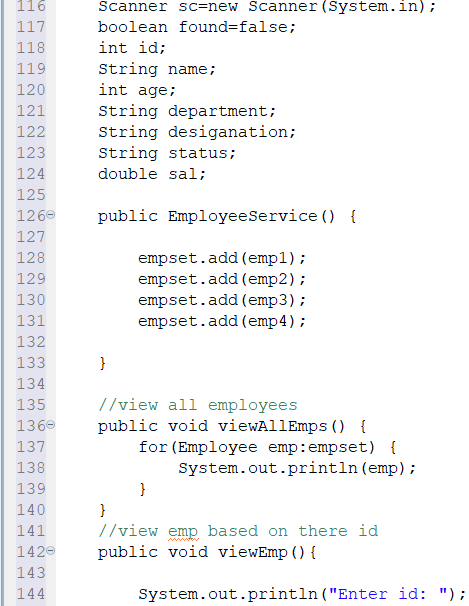 116 Scanner sc=new Scanner(System.in);
117 boolean found=false;
118 int id;
119 String name;
120 int age;
121 String department;
122 String desiganation;
123 String status;
124 double sal;
125
126 public EmployeeService() {
127
128 empset.add(emp1);
129 empset.add(emp2);
130 empset.add(emp3);
131 empset.add(emp4);
132
133 }
134
135 //view all employees
136 public void viewAllEmps() {
137 for(Employee emp:empset) {
138 System.out.println(emp);
139 }
140 }
141 //view emp based on there id
142 public void viewEmp(){
143
144 System.out.println("Enter id: ");